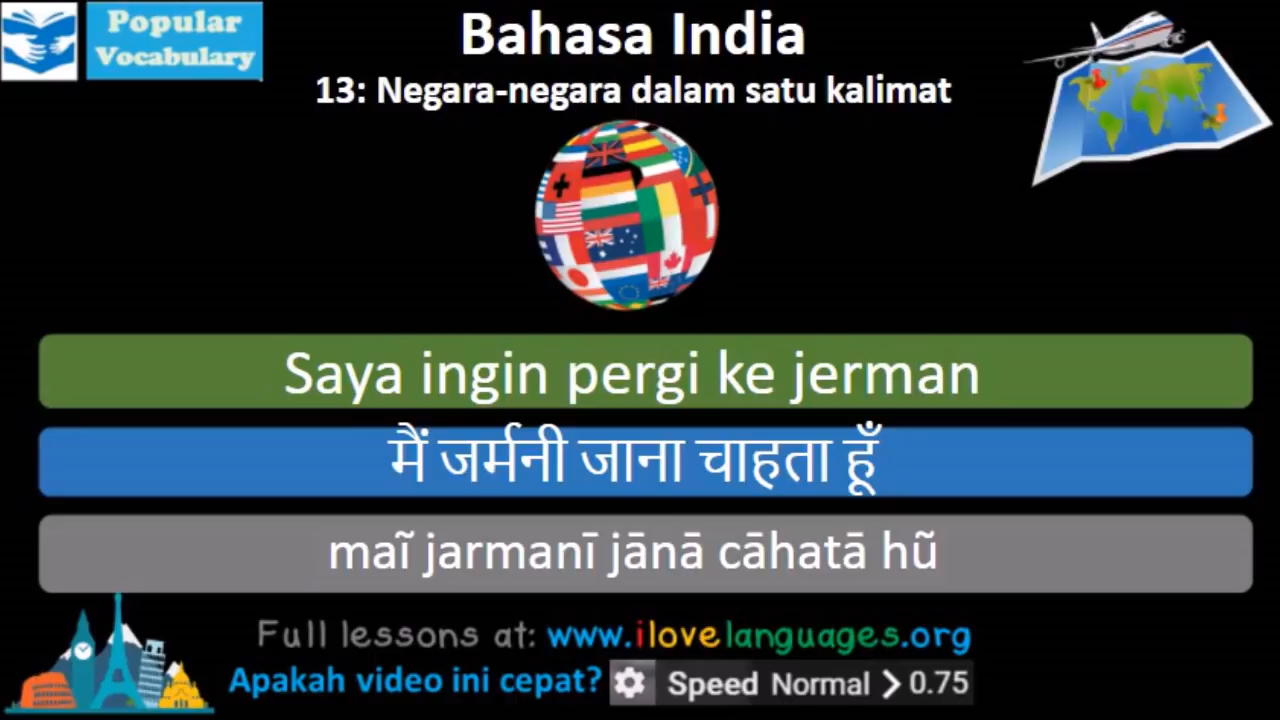 Popular
Vocabulary
Bahasa India
13: Negara-negara dalam satu kalimat
Saya ingin pergi ke jerman
मैं जर्मनी जाना चाहता हूँ
maĩ jarmanī jānā cāhatā hũ
Full lessons at: www.ilovelanguages.org
Apakah video ini cepat? Speed Normal > 0.75